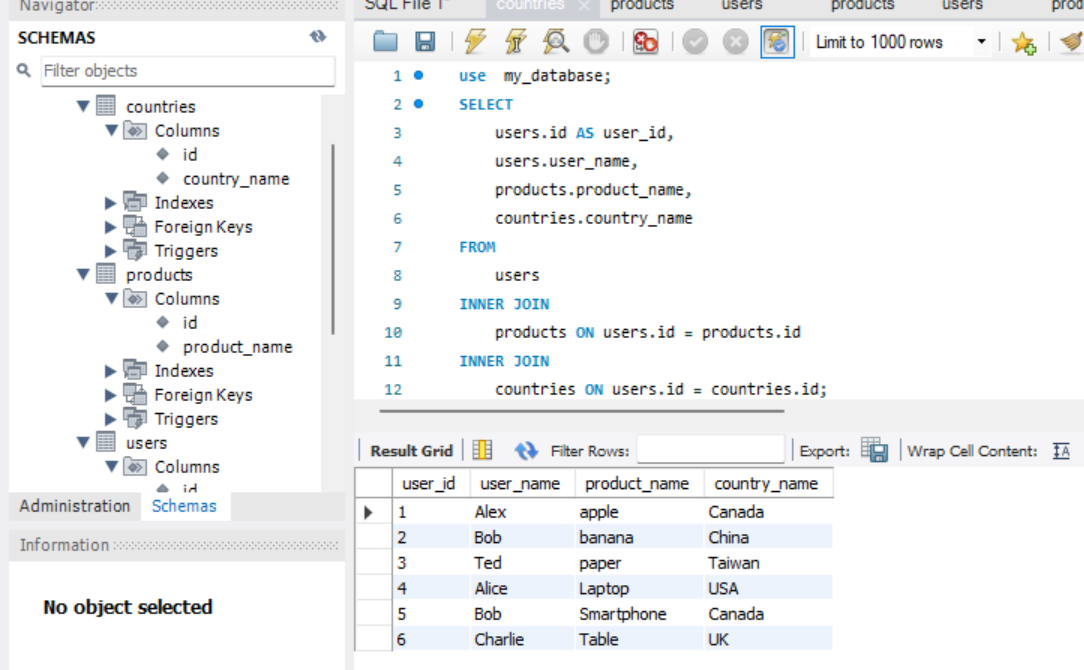 Navigator
SCHEMAS
Filter objects
countries
Columns
id
country_name
Indexes
Foreign Keys
Triggers
products
Columns
id
product_name
Indexes
Foreign Keys
Triggers
users
Columns
id
Administration Schemas
Information
No object selected
SQL File 1* countries products users products users prod
Limit to 1000 rows
1 use my_database;
2 SELECT
3 users.id AS user_id,
4 users.user_name,
5 products.product_name,
6 countries.country_name
7 FROM
8 users
9 INNER JOIN
10 products ON users.id = products.id
11 INNER JOIN
12 countries ON users.id = countries.id;
Result Grid Filter Rows: Export: Wrap Cell Content: IA
user_id user_name product_name country_name
1 Alex apple Canada
2 Bob banana China
3 Ted paper Taiwan
4 Alice Laptop USA
5 Bob Smartphone Canada
6 Charlie Table UK